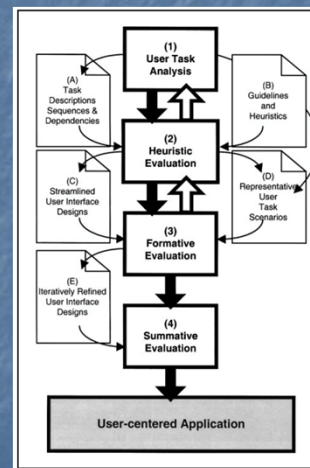 (1)
User Task
Analysis
(A)
Task
Descriptions
Sequences &
Dependencies
(B)
Guidelines
and
Heuristics
(2)
Heuristic
Evaluation
(C)
Streamlined
User Interface
Designs
(D)
Representative
User
Task
Scenarios
(3)
Formative
Evaluation
(E)
Iteratively Refined
User Interface
Designs
(4)
Summative
Evaluation
User-centered Application